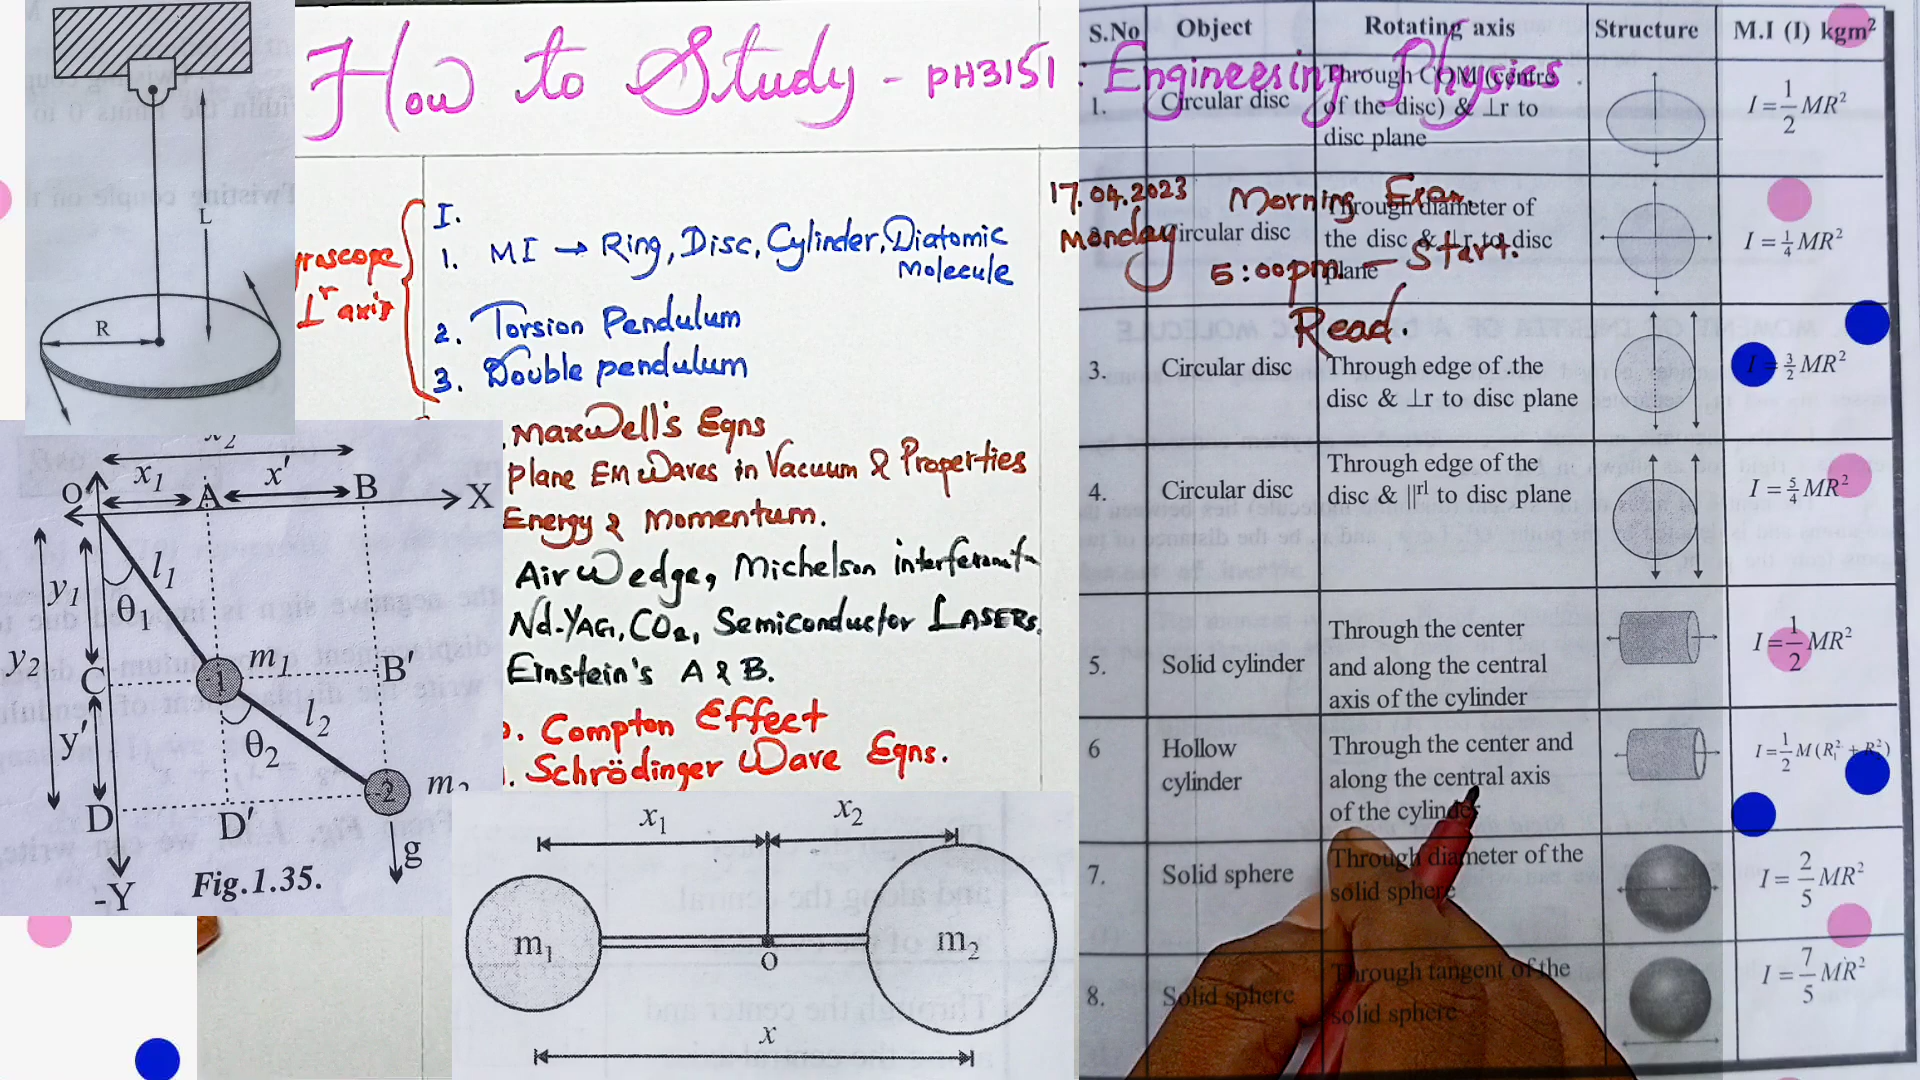 How to Study - PH3151 : Engineering Physics
I.
1. MI → Ring, Disc, Cylinder, Diatomic
Molecule
roscope
⊥r axis
2. Torsion Pendulum
3. Double pendulum
Maxwell's Eqns
plane EM Waves in Vacuum & Properties
Energy & Momentum.
Air Wedge, Michelson
Nd-YAG, CO₂, Semiconductor LASERs.
Einstein's A & B.
Compton Effect
Schrödinger Wave Eqns.
17.04.2023 Morning Exam.
Monday
5:00pm - Start.
Read.
L
R
x₂
x₁ x'
O A B X
y₁ θ₁ l₁
y₂ C 1 m₁ B'
y' θ₂ l₂
D D' 2 m₂
-Y g
Fig.1.35.
x₁ x₂
m₁ O m₂
x
S.No Object Rotating axis Structure M.I (I) kgm²
1. Circular disc Through COM (centre
of the disc) & ⊥r to
disc plane
I = 1/2 MR²
Circular disc Through diameter of
the disc & ⊥r to disc
plane
I = 1/4 MR²
3. Circular disc Through edge of .the
disc & ⊥r to disc plane
I = 3/2 MR²
4. Circular disc Through edge of the
disc & ||rl to disc plane
I = 5/4 MR²
5. Solid cylinder Through the center
and along the central
axis of the cylinder
I = 1/2 MR²
6 Hollow
cylinder
Through the center and
along the central axis
of the cylinder
I = 1/2 M (R₁² + R₂²)
7. Solid sphere Through diameter of the
solid sphere
I = 2/5 MR²
8. Solid sphere Through tangent of the
solid sphere
I = 7/5 MR²